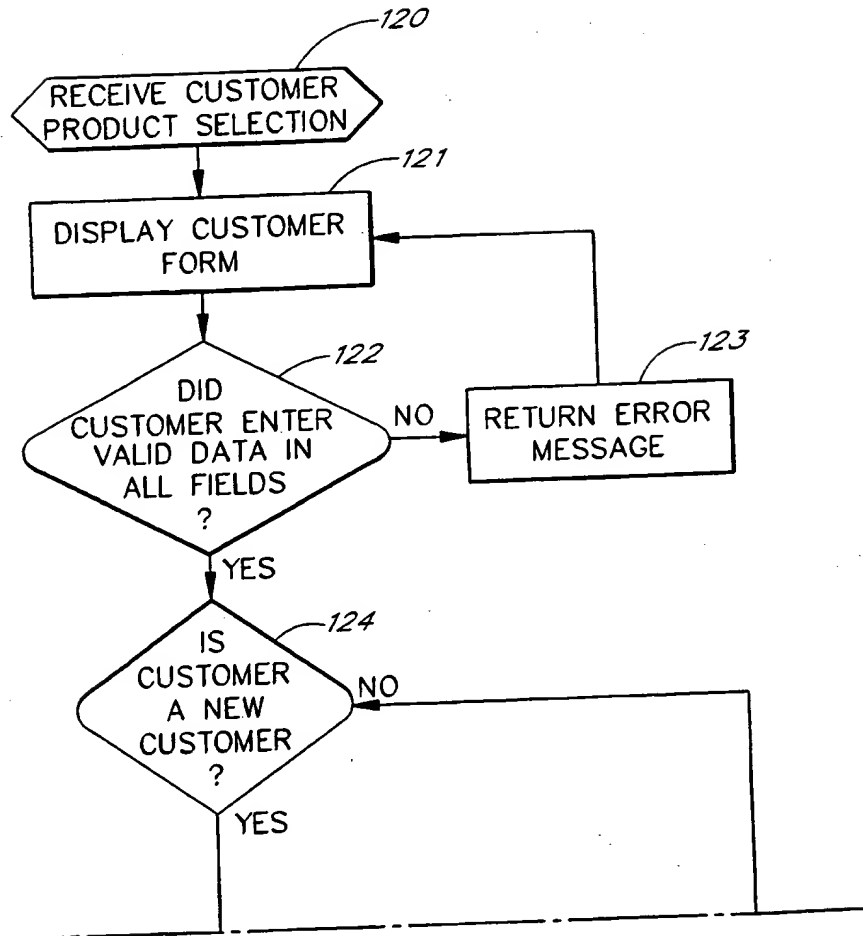 120
RECEIVE CUSTOMER
PRODUCT SELECTION
121
DISPLAY CUSTOMER
FORM
122
DID
CUSTOMER ENTER
VALID DATA IN
ALL FIELDS
?
NO
123
RETURN ERROR
MESSAGE
YES
124
IS
CUSTOMER
A NEW
CUSTOMER
?
NO
YES